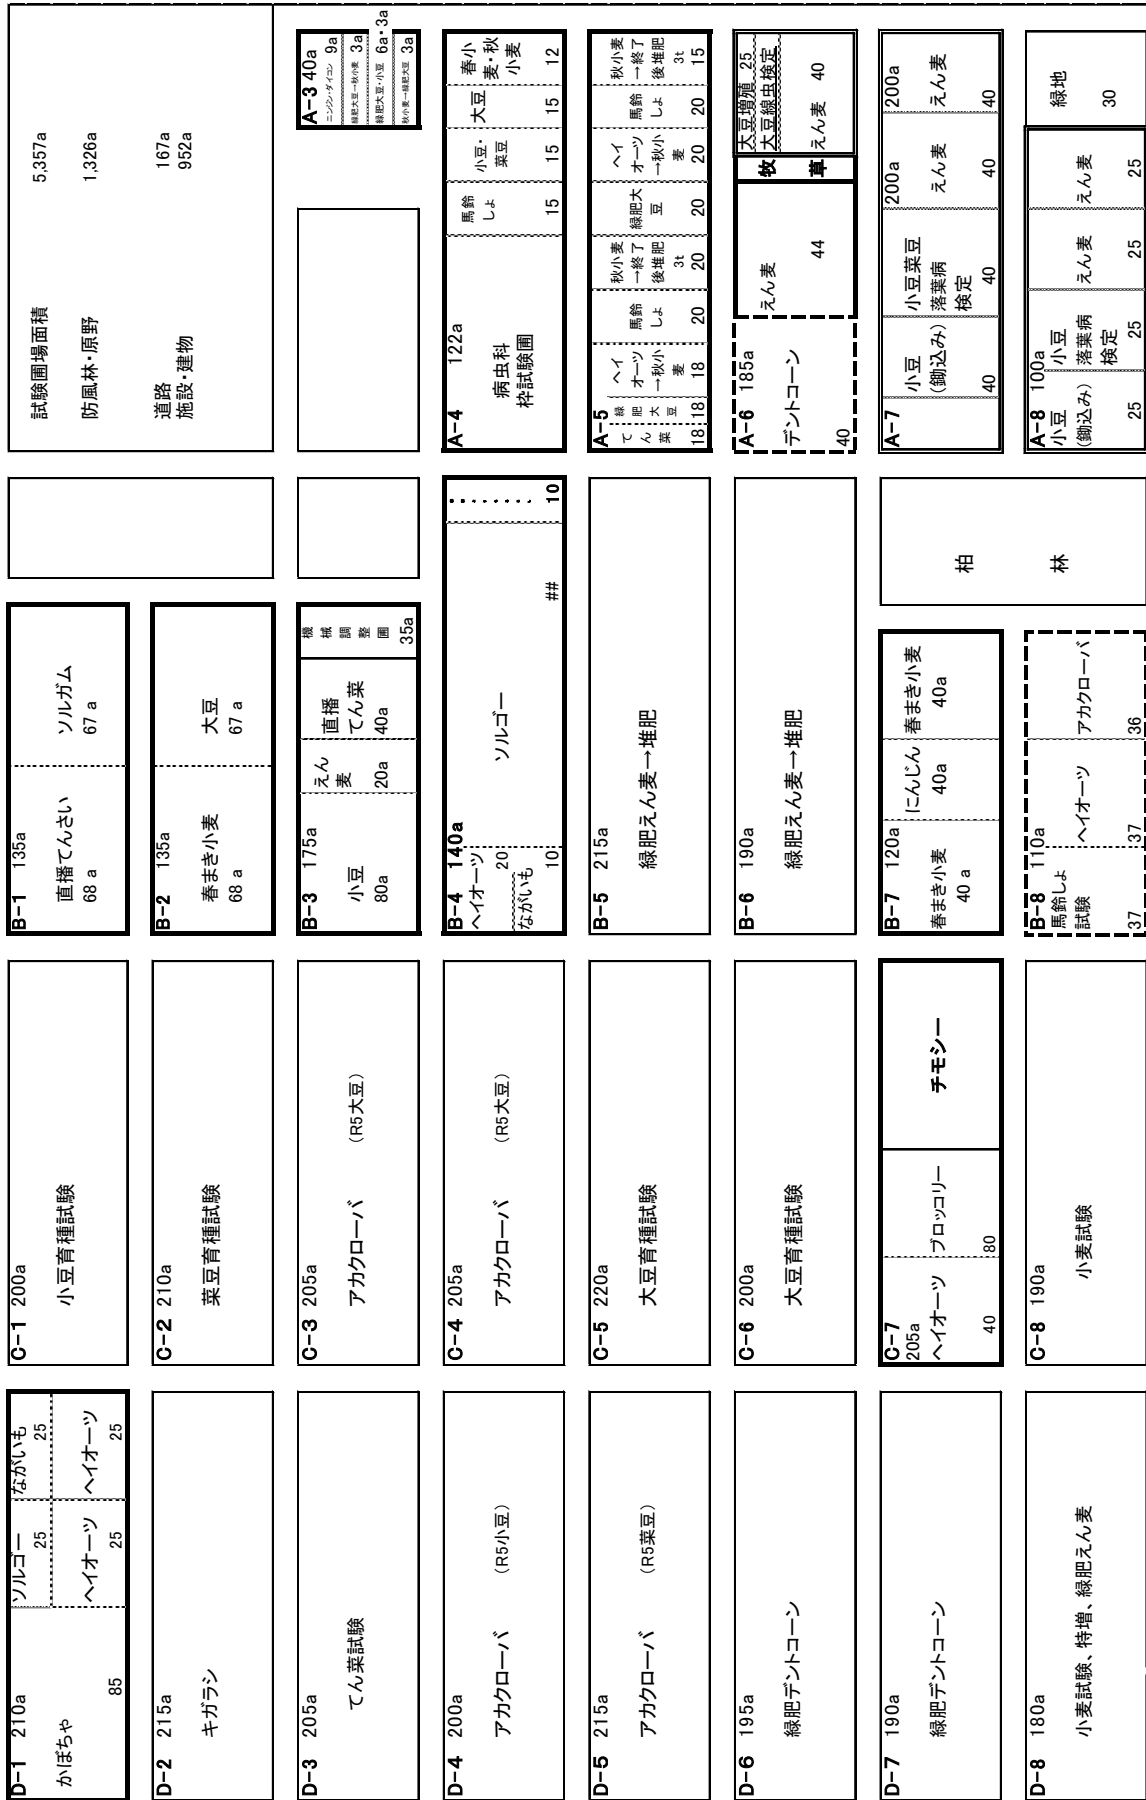 D-1 210a
かぼちゃ
85
ソルゴー
25
ながいも
25
ヘイオーツ
25
ヘイオーツ
25
C-1 200a
小豆育種試験
B-1 135a
直播てんさい
68 a
ソルガム
67 a
試験圃場面積 5,357a
防風林・原野 1,326a
道路 167a
施設・建物 952a
D-2 215a
キガラシ
C-2 210a
菜豆育種試験
B-2 135a
春まき小麦
68 a
大豆
67 a
D-3 205a
てん菜試験
C-3 205a
アカクローバ (R5大豆)
B-3 175a
小豆
80a
えん
麦
20a
直播
てん菜
40a
機
械
調
整
圃
35a
A-3 40a
ニンジン・ダイコン 9a
緑肥大豆→秋小麦 3a
緑肥大豆・小豆 6a・3a
秋小麦→緑肥大豆 3a
D-4 200a
アカクローバ (R5小豆)
C-4 205a
アカクローバ (R5大豆)
B-4 140a
ヘイオーツ
20
ながいも
10
ソルゴー
##
10
A-4 122a
病虫科
枠試験圃
馬鈴
しょ
15
小豆・
菜豆
15
大豆
15
春小
麦・秋
小麦
12
D-5 215a
アカクローバ (R5菜豆)
C-5 220a
大豆育種試験
B-5 215a
緑肥えん麦→堆肥
A-5
て
ん
菜
18
緑
肥
大
豆
18
ヘイ
オーツ
→秋小
麦
18
馬鈴
しょ
20
秋小麦
→終了
後堆肥
3t
20
緑肥大
豆
20
ヘイ
オーツ
→秋小
麦
20
馬鈴
しょ
20
秋小麦
→終了
後堆肥
3t
15
D-6 195a
緑肥デントコーン
C-6 200a
大豆育種試験
B-6 190a
緑肥えん麦→堆肥
A-6 185a
デントコーン
40
えん麦
44
牧
草
大豆増殖 25
大豆線虫検定
えん麦 40
D-7 190a
緑肥デントコーン
C-7
205a
ヘイオーツ
40
ブロッコリー
80
チモシー
B-7 120a
春まき小麦
40 a
にんじん
40a
春まき小麦
40a
柏
林
A-7
小豆
(鋤込み)
40
小豆菜豆
落葉病
検定
40
200a
えん麦
40
200a
えん麦
40
D-8 180a
小麦試験、特増、緑肥えん麦
C-8 190a
小麦試験
B-8 110a
馬鈴しょ
試験
37
ヘイオーツ
37
アカクローバ
36
A-8 100a
小豆
(鋤込み)
25
小豆
落葉病
検定
25
えん麦
25
えん麦
25
緑地
30